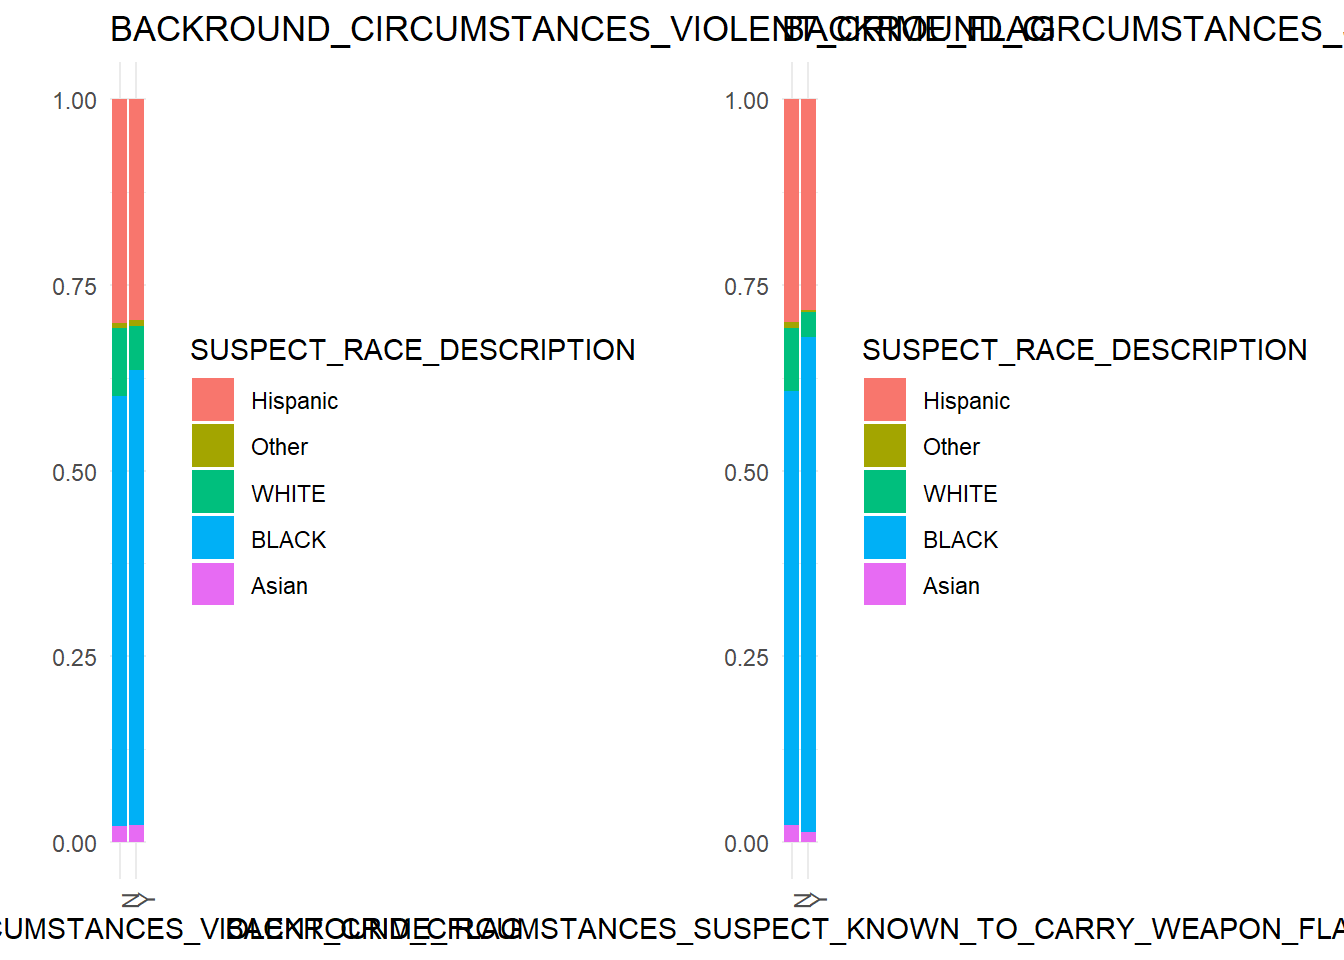 BACKROUND_CIRCUMSTANCES_VIOLENT_CRIME_FLAG
BACKROUND_CIRCUMSTANCES_
1.00
0.75
0.50
0.25
0.00
SUSPECT_RACE_DESCRIPTION
Hispanic
Other
WHITE
BLACK
Asian
N
Y
CUMSTANCES_VIOLENT_CRIME_FLAG
1.00
0.75
0.50
0.25
0.00
SUSPECT_RACE_DESCRIPTION
Hispanic
Other
WHITE
BLACK
Asian
N
Y
BACKROUND_CIRCUMSTANCES_SUSPECT_KNOWN_TO_CARRY_WEAPON_FLA